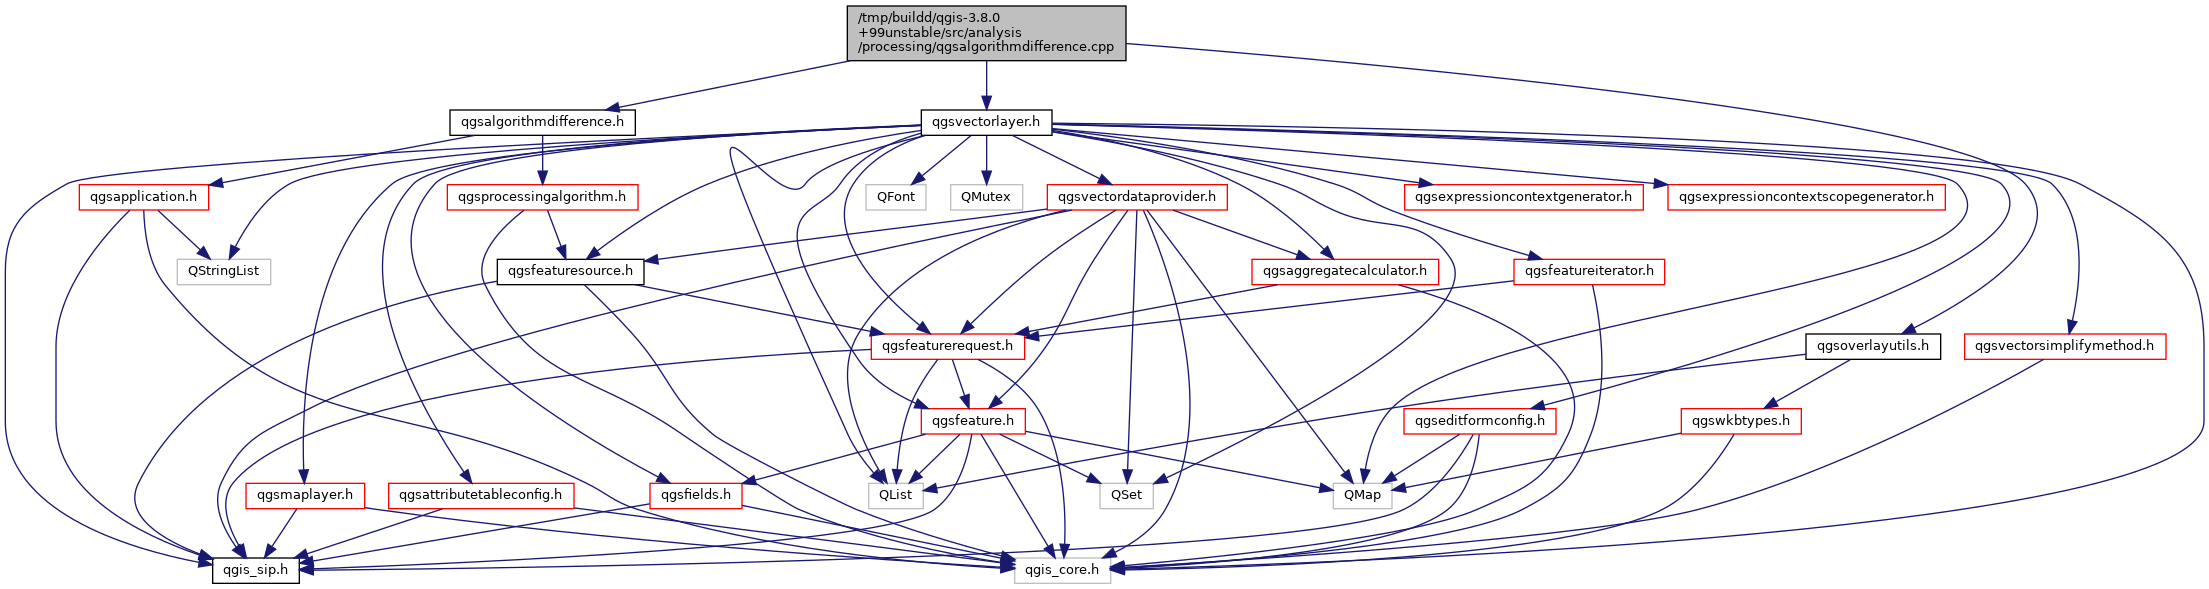 /tmp/buildd/qgis-3.8.0
+99unstable/src/analysis
/processing/qgsalgorithmdifference.cpp
qgsalgorithmdifference.h
qgsvectorlayer.h
qgsapplication.h
qgsprocessingalgorithm.h
QFont
QMutex
qgsvectordataprovider.h
qgsexpressioncontextgenerator.h
qgsexpressioncontextscopegenerator.h
QStringList
qgsfeaturesource.h
qgsaggregatecalculator.h
qgsfeatureiterator.h
qgsfeaturerequest.h
qgsoverlayutils.h
qgsvectorsimplifymethod.h
qgsfeature.h
qgseditformconfig.h
qgswkbtypes.h
qgsmaplayer.h
qgsattributetableconfig.h
qgsfields.h
QList
QSet
QMap
qgis_sip.h
qgis_core.h